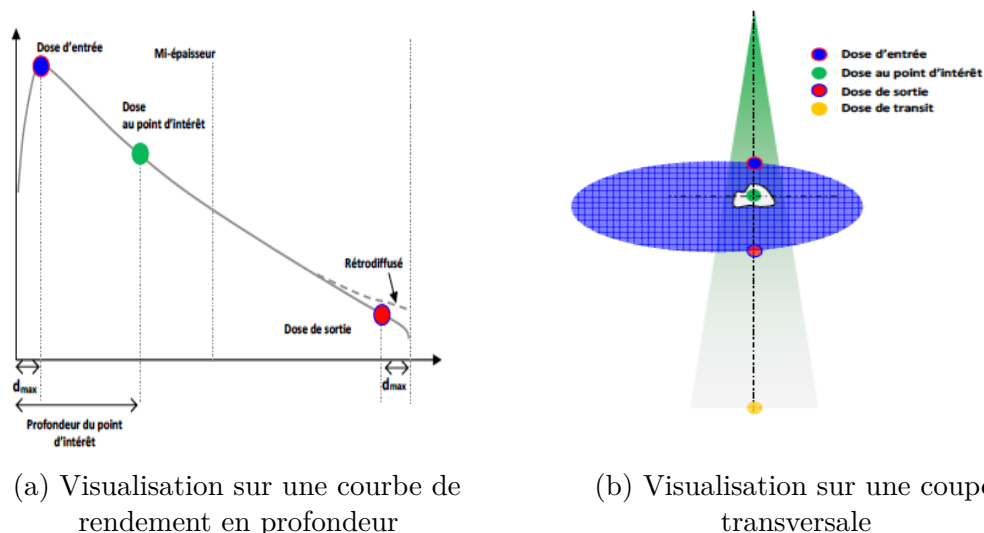 Dose d'entrée
Mi-épaisseur
Dose
au point d'intérêt
Rétrodiffusé
Dose de sortie
dmax
dmax
Profondeur du point
d'intérêt
(a) Visualisation sur une courbe de
rendement en profondeur
Dose d'entrée
Dose au point d'intérêt
Dose de sortie
Dose de transit
(b) Visualisation sur une coupe
transversale